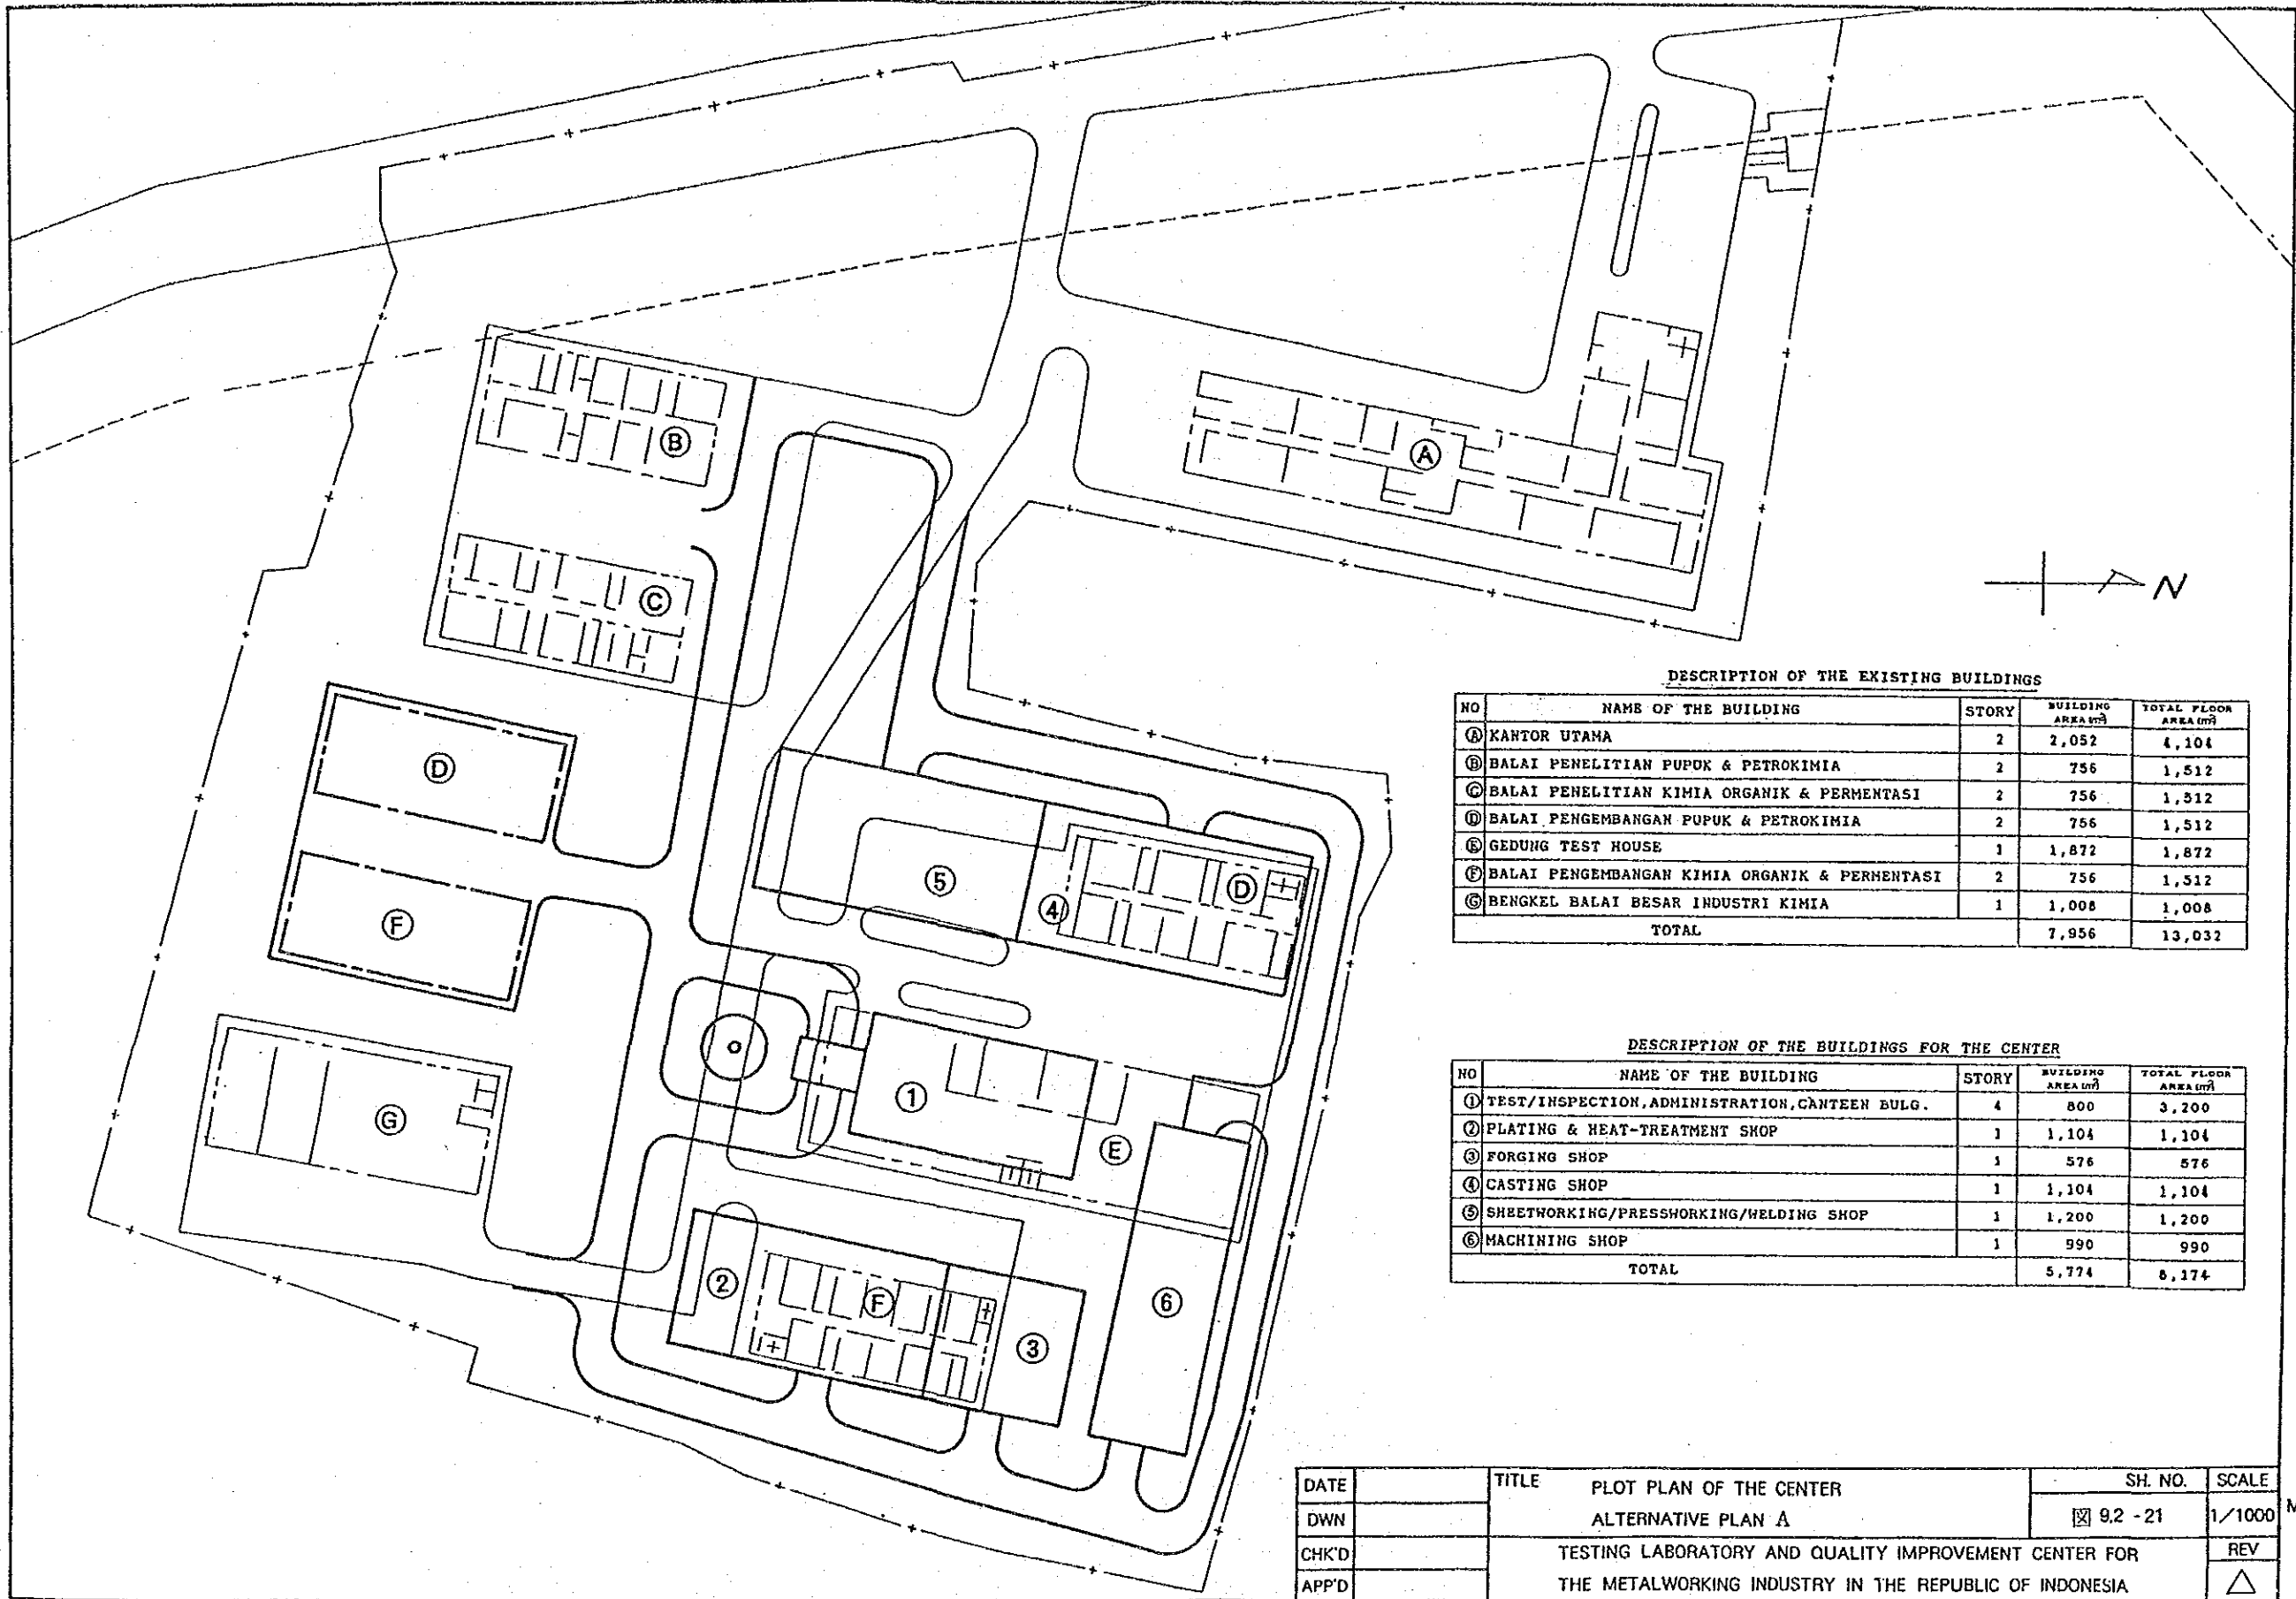 Ⓑ
Ⓐ
Ⓒ
N
Ⓓ
⑤
④
Ⓓ
Ⓕ
①
Ⓖ
Ⓔ
②
Ⓕ
③
⑥
DESCRIPTION OF THE EXISTING BUILDINGS
NO NAME OF THE BUILDING STORY BUILDING AREA (m²) TOTAL FLOOR AREA (m²)
Ⓐ KANTOR UTAMA 2 2,052 4,104
Ⓑ BALAI PENELITIAN PUPUK & PETROKIMIA 2 756 1,512
Ⓒ BALAI PENELITIAN KIMIA ORGANIK & PERMENTASI 2 756 1,512
Ⓓ BALAI PENGEMBANGAN PUPUK & PETROKIMIA 2 756 1,512
Ⓔ GEDUNG TEST HOUSE 1 1,872 1,872
Ⓕ BALAI PENGEMBANGAN KIMIA ORGANIK & PERMENTASI 2 756 1,512
Ⓖ BENGKEL BALAI BESAR INDUSTRI KIMIA 1 1,008 1,008
TOTAL 7,956 13,032
DESCRIPTION OF THE BUILDINGS FOR THE CENTER
NO NAME OF THE BUILDING STORY BUILDING AREA (m²) TOTAL FLOOR AREA (m²)
① TEST/INSPECTION,ADMINISTRATION,CANTEEN BULG. 4 800 3,200
② PLATING & HEAT-TREATMENT SHOP 1 1,104 1,104
③ FORGING SHOP 1 576 576
④ CASTING SHOP 1 1,104 1,104
⑤ SHEETWORKING/PRESSWORKING/WELDING SHOP 1 1,200 1,200
⑥ MACHINING SHOP 1 990 990
TOTAL 5,774 8,174
DATE TITLE PLOT PLAN OF THE CENTER SH. NO. SCALE
DWN ALTERNATIVE PLAN A 図 9.2 - 21 1/1000
CHK'D TESTING LABORATORY AND QUALITY IMPROVEMENT CENTER FOR REV
APP'D THE METALWORKING INDUSTRY IN THE REPUBLIC OF INDONESIA